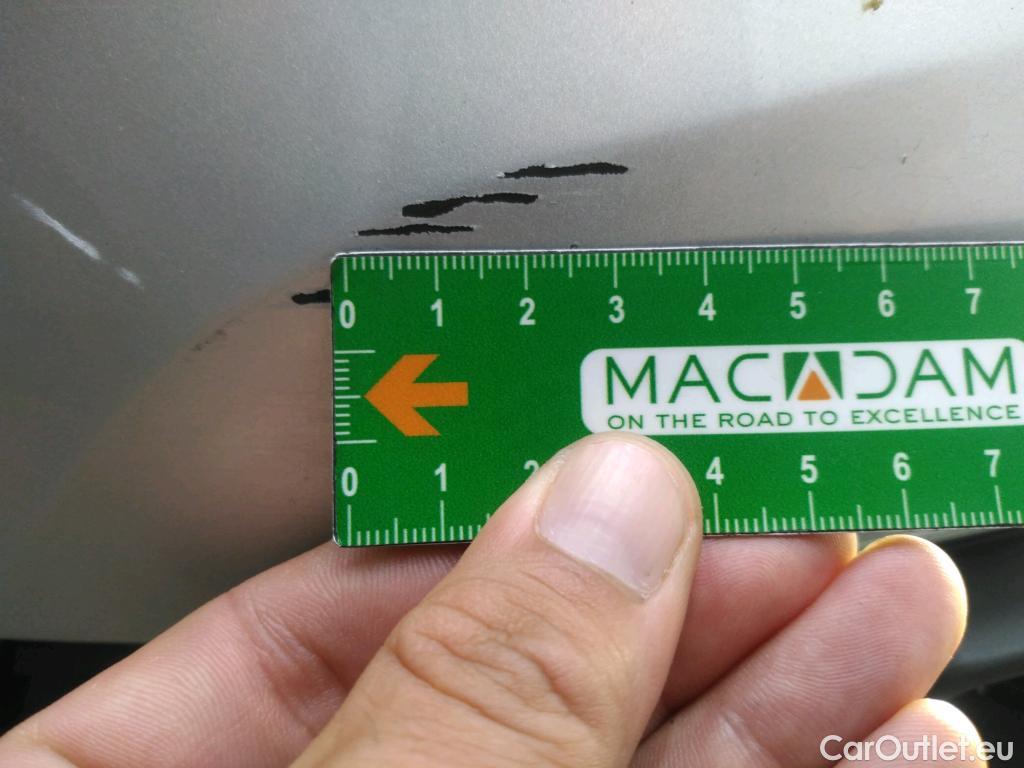 0 1 2 3 4 5 6 7
MACADAM
ON THE ROAD TO EXCELLENCE
0 1 2 4 5 6 7
CarOutlet.eu